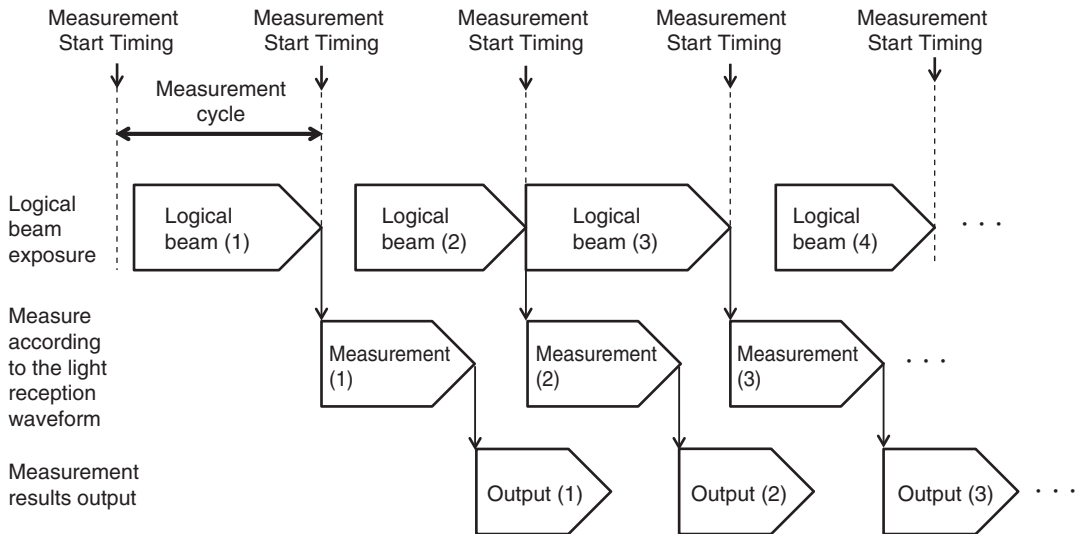 Measurement
Start Timing
Measurement
Start Timing
Measurement
Start Timing
Measurement
Start Timing
Measurement
Start Timing
Measurement
cycle
Logical
beam
exposure
Logical
beam (1)
Logical
beam (2)
Logical
beam (3)
Logical
beam (4)
. . .
Measure
according
to the light
reception
waveform
Measurement
(1)
Measurement
(2)
Measurement
(3)
. . .
Measurement
results output
Output (1)
Output (2)
Output (3)
. . .